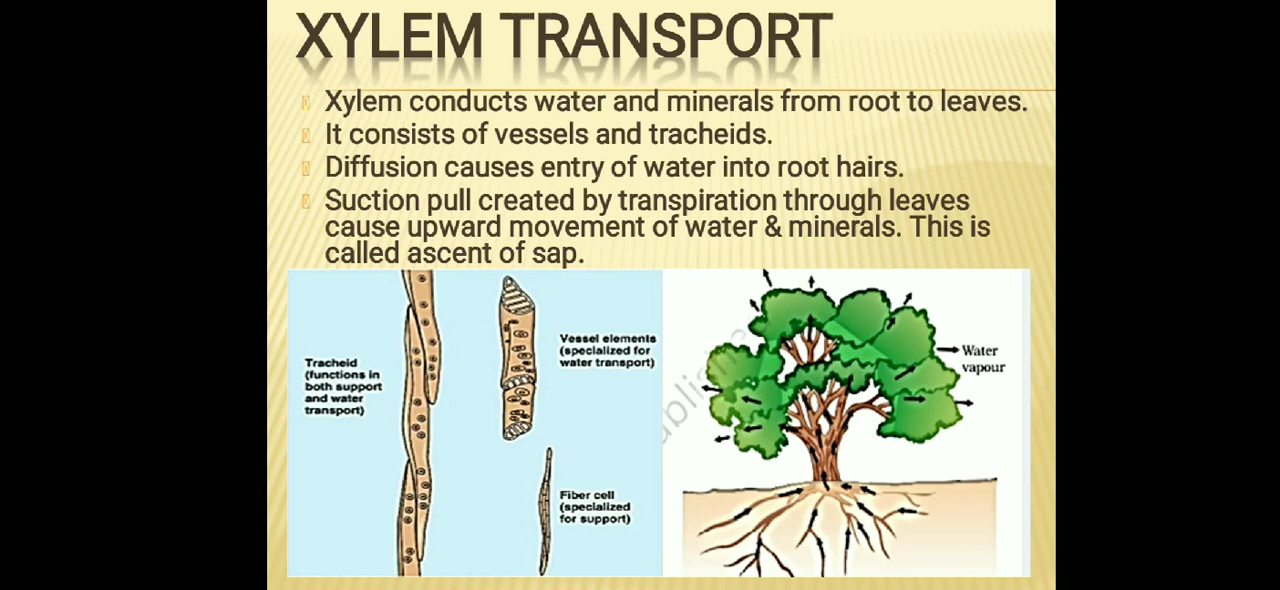 XYLEM TRANSPORT
Xylem conducts water and minerals from root to leaves.
It consists of vessels and tracheids.
Diffusion causes entry of water into root hairs.
Suction pull created by transpiration through leaves
cause upward movement of water & minerals. This is
called ascent of sap.
Tracheid
(functions in
both support
and water
transport)
Vessel elements
(specialized for
water transport)
Fiber cell
(specialized
for support)
Water
vapour